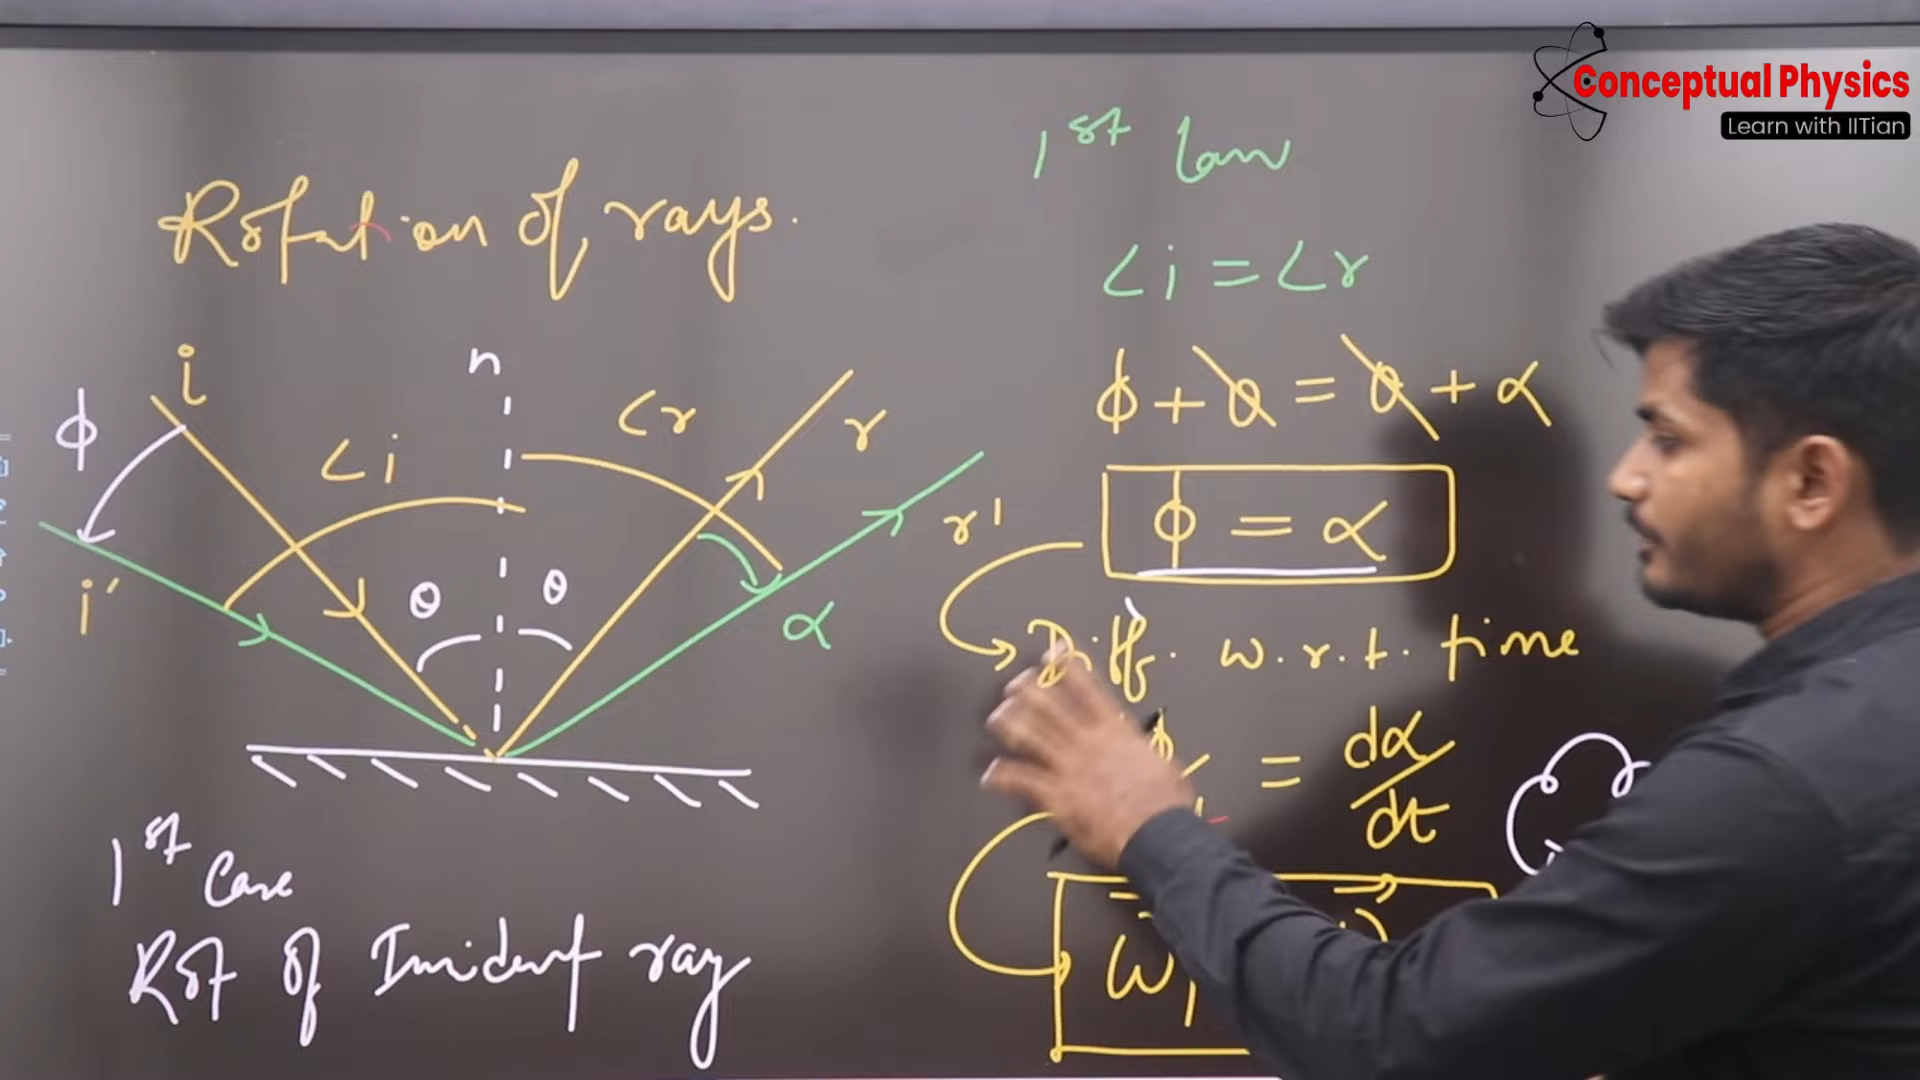 Conceptual Physics
Learn with IITian
Rotation of rays.
i
n
φ
∠i
∠r
r
i'
θ
θ
r'
α
1st Case
Rot of Incident ray
1st law
∠i = ∠r
φ + θ = θ + α
φ = α
Diff. w.r.t. time
= dα/dt
ω